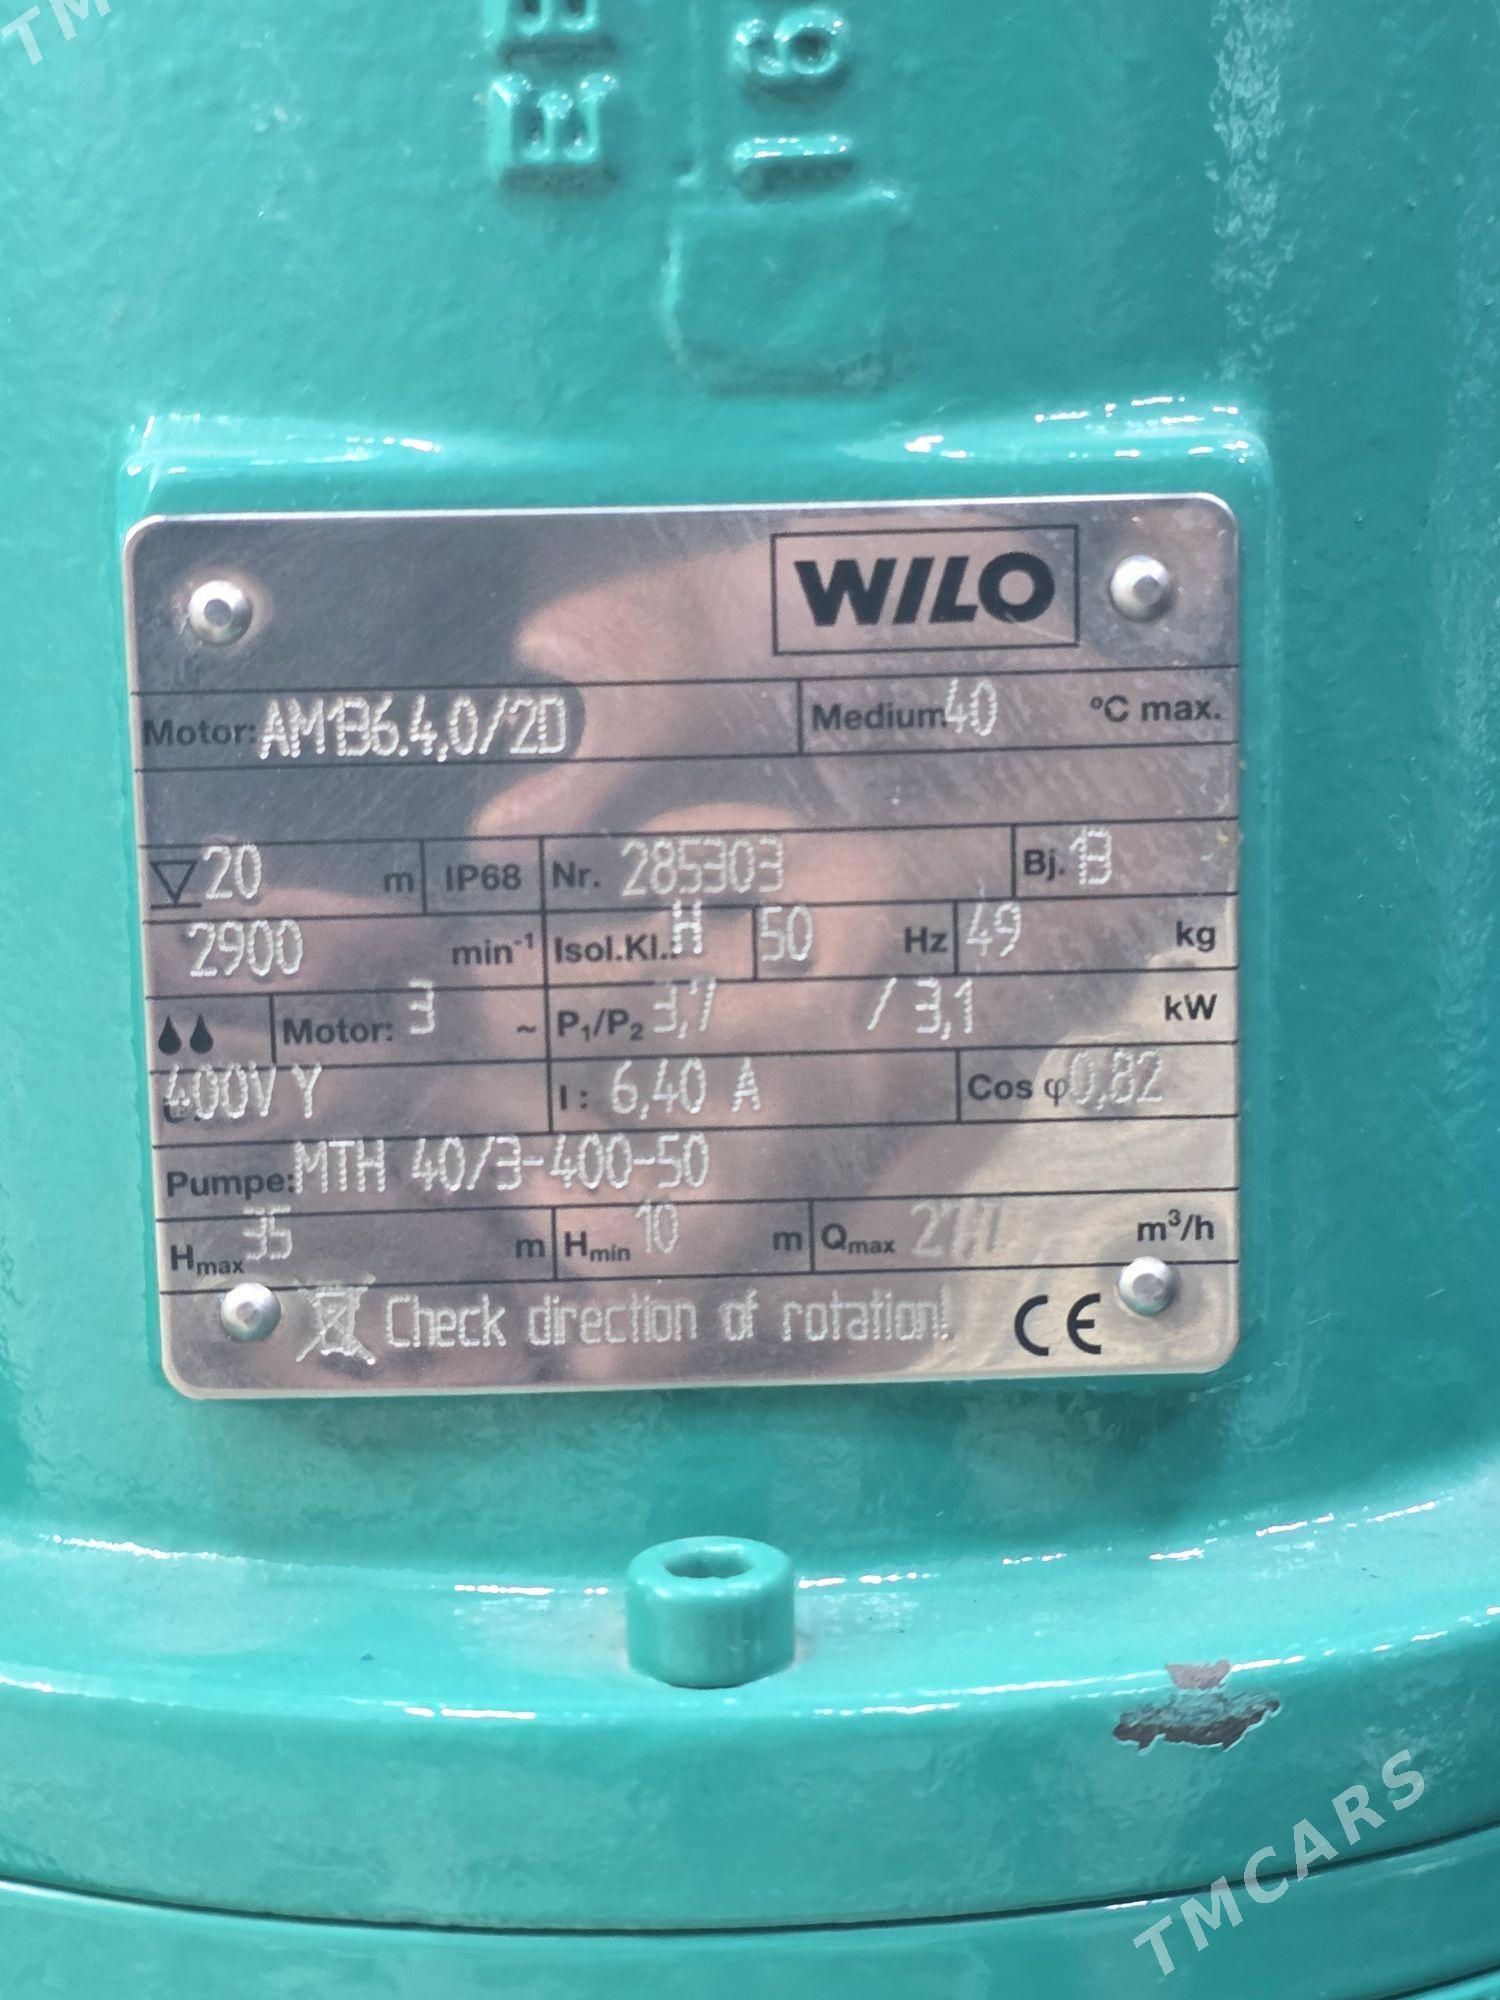 WILO
Motor: AM136.4,0/2D Medium 40 °C max.
20 m IP68 Nr. 285303 Bj. 13
2900 min-1 Isol.Kl.: H 50 Hz 49 kg
Motor: 3 ~ P1/P2 3,7 / 3,1 kW
400V Y I: 6,40 A Cos φ 0,82
Pumpe: MTH 40/3-400-50
Hmax 35 m Hmin 10 m Qmax m³/h
Check direction of rotation! CE
TMCARS